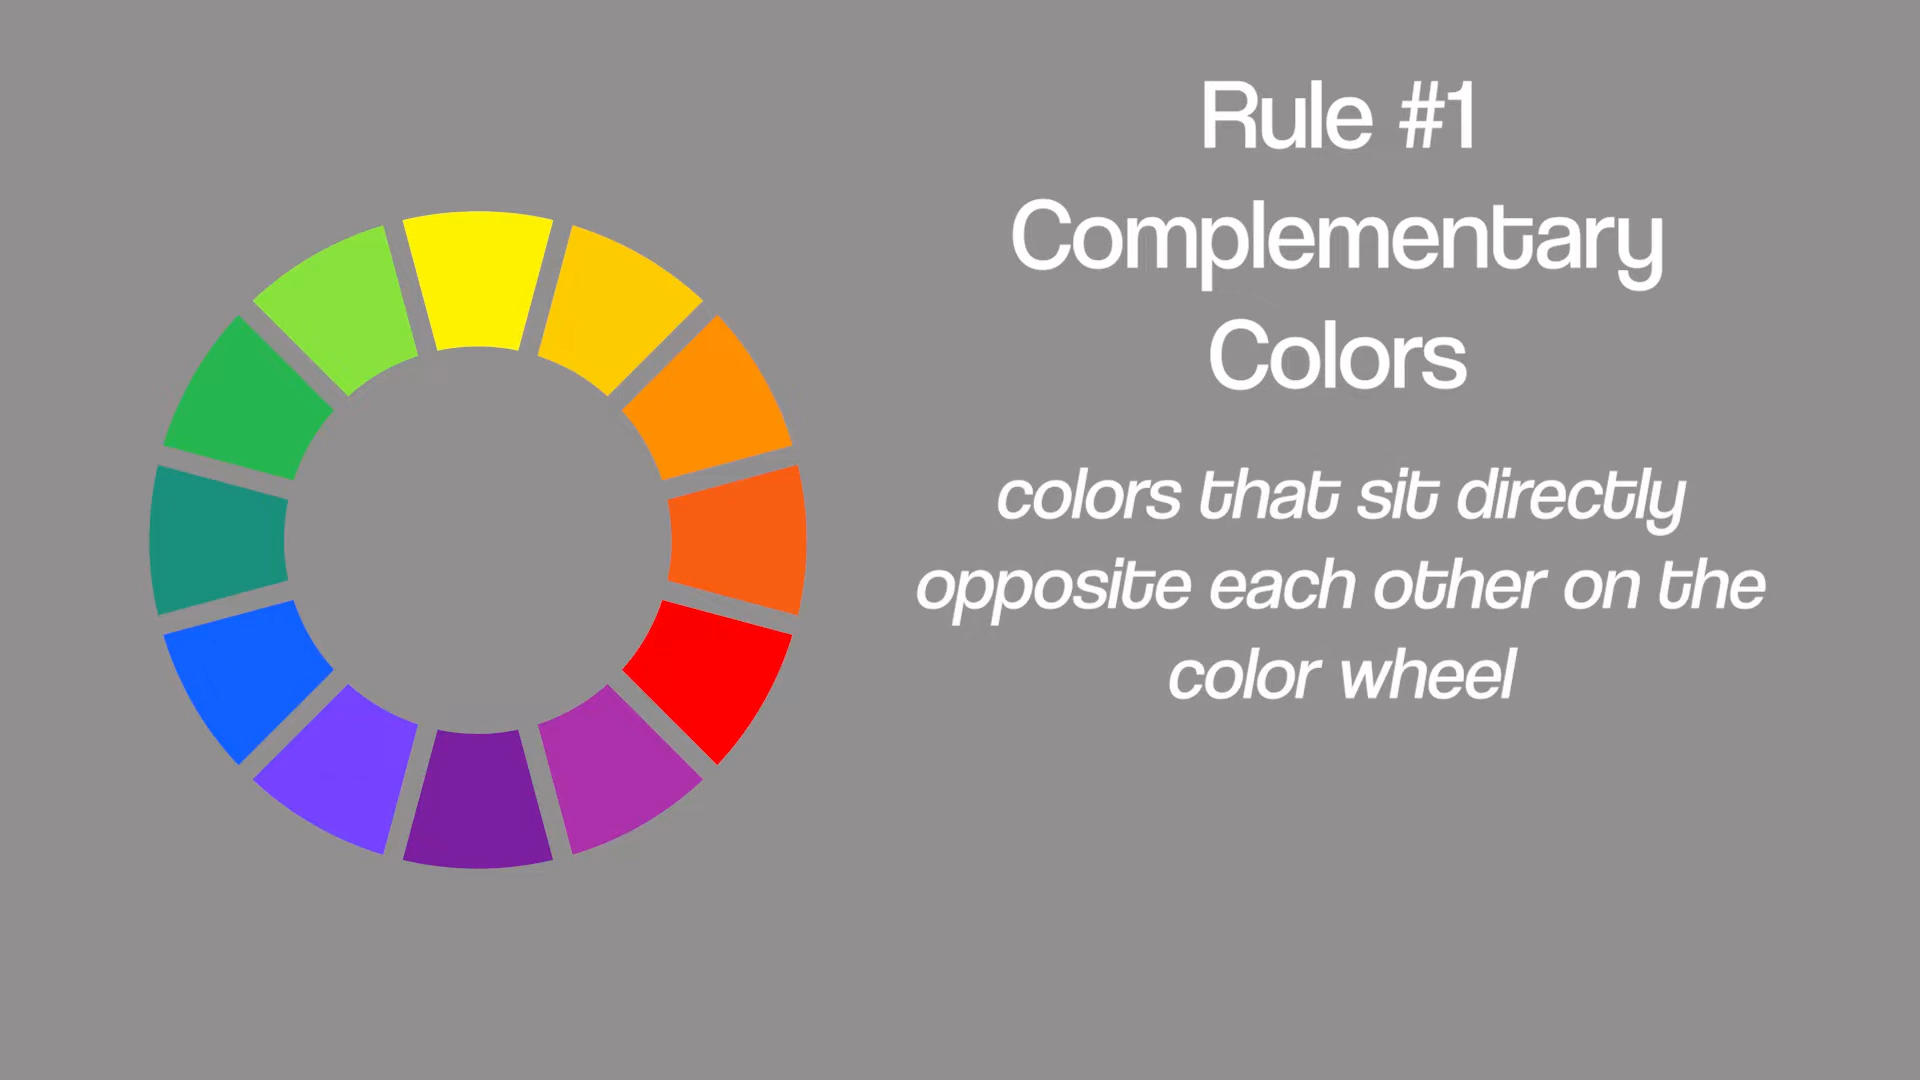 Rule #1
Complementary
Colors
colors that sit directly
opposite each other on the
color wheel